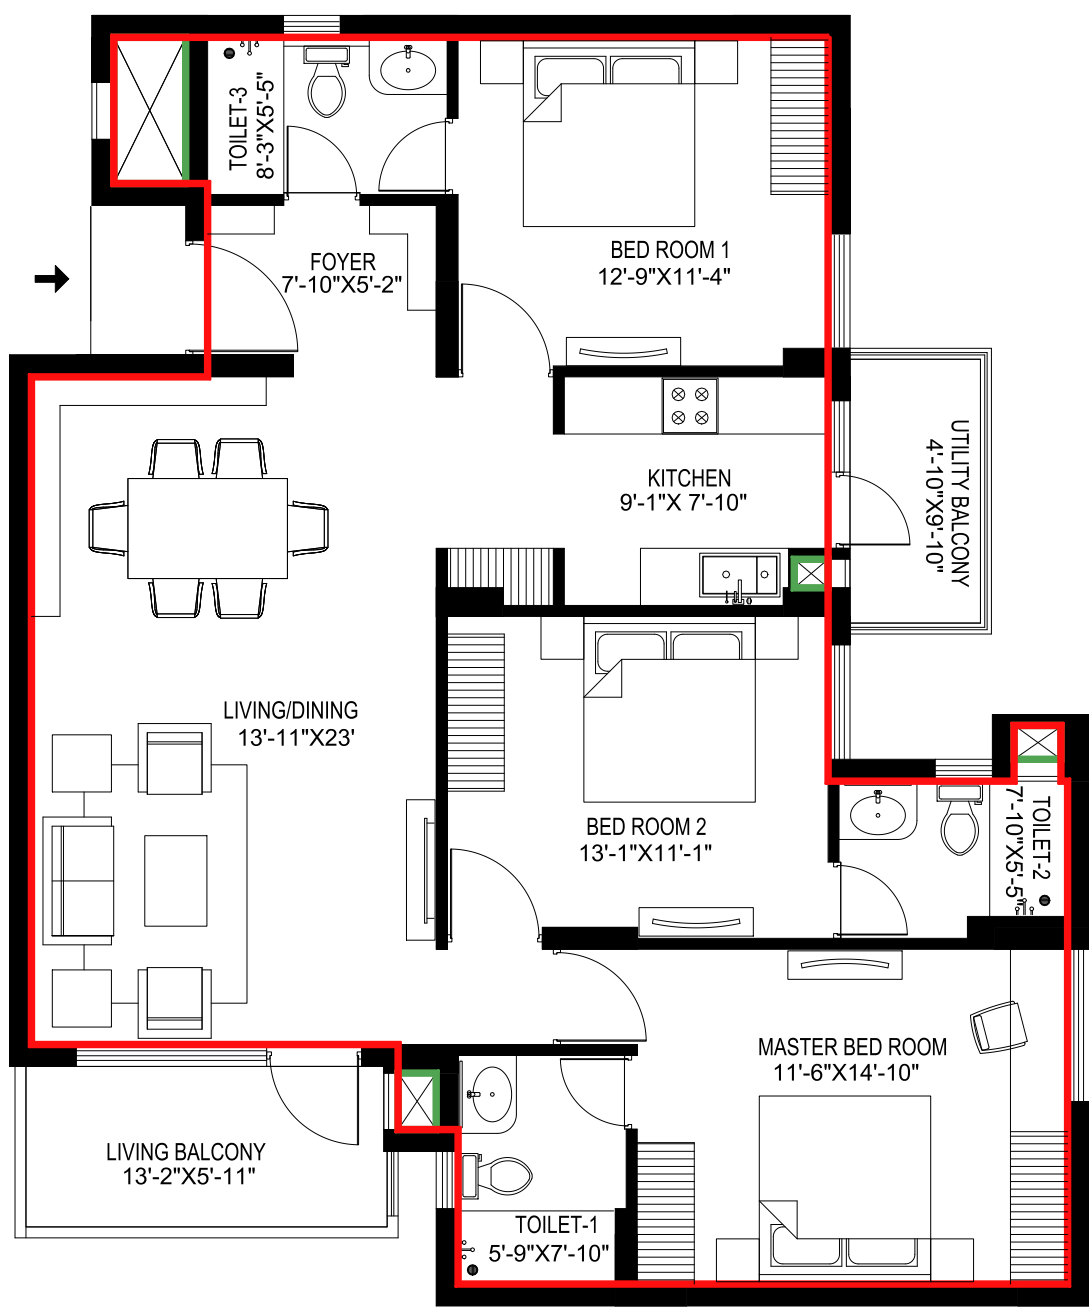 TOILET-3
8'-3"X5'-5"
BED ROOM 1
12'-9"X11'-4"
FOYER
7'-10"X5'-2"
KITCHEN
9'-1"X 7'-10"
UTILITY BALCONY
4'-10"X9'-10"
LIVING/DINING
13'-11"X23'
BED ROOM 2
13'-1"X11'-1"
TOILET-2
7'-10"X5'-5"
MASTER BED ROOM
11'-6"X14'-10"
LIVING BALCONY
13'-2"X5'-11"
TOILET-1
5'-9"X7'-10"